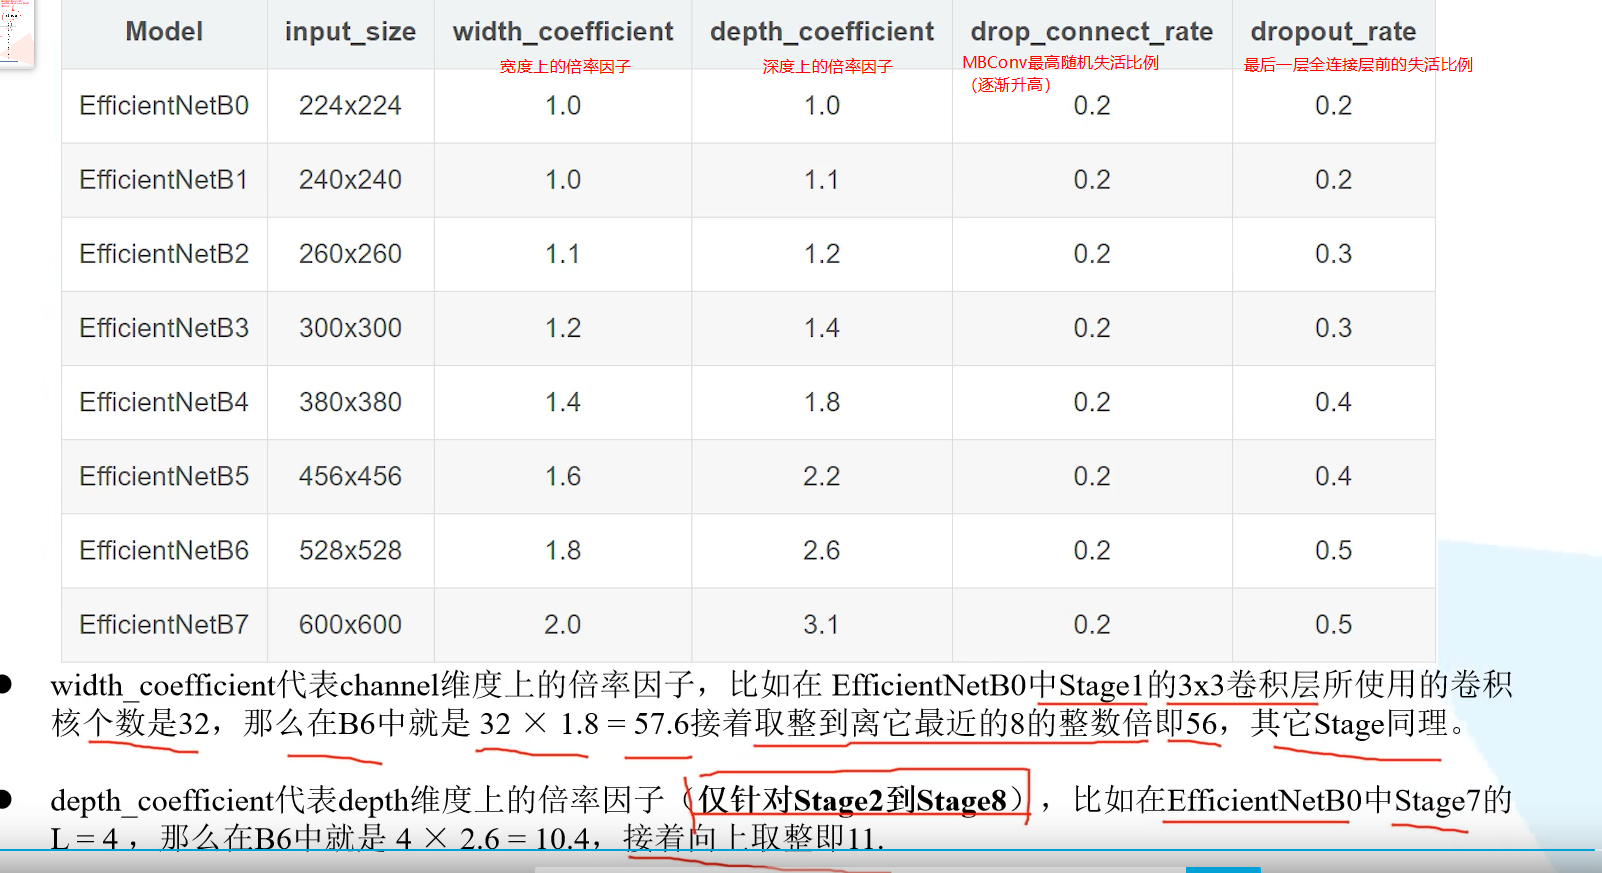 Model input_size width_coefficient depth_coefficient drop_connect_rate dropout_rate
宽度上的倍率因子 深度上的倍率因子 MBConv最高随机失活比例 最后一层全连接层前的失活比例
（逐渐升高）
EfficientNetB0 224x224 1.0 1.0 0.2 0.2
EfficientNetB1 240x240 1.0 1.1 0.2 0.2
EfficientNetB2 260x260 1.1 1.2 0.2 0.3
EfficientNetB3 300x300 1.2 1.4 0.2 0.3
EfficientNetB4 380x380 1.4 1.8 0.2 0.4
EfficientNetB5 456x456 1.6 2.2 0.2 0.4
EfficientNetB6 528x528 1.8 2.6 0.2 0.5
EfficientNetB7 600x600 2.0 3.1 0.2 0.5
● width_coefficient代表channel维度上的倍率因子，比如在 EfficientNetB0中Stage1的3x3卷积层所使用的卷积
核个数是32，那么在B6中就是 32 × 1.8 = 57.6接着取整到离它最近的8的整数倍即56，其它Stage同理。
● depth_coefficient代表depth维度上的倍率因子（仅针对Stage2到Stage8），比如在EfficientNetB0中Stage7的
L = 4 ，那么在B6中就是 4 × 2.6 = 10.4，接着向上取整即11.